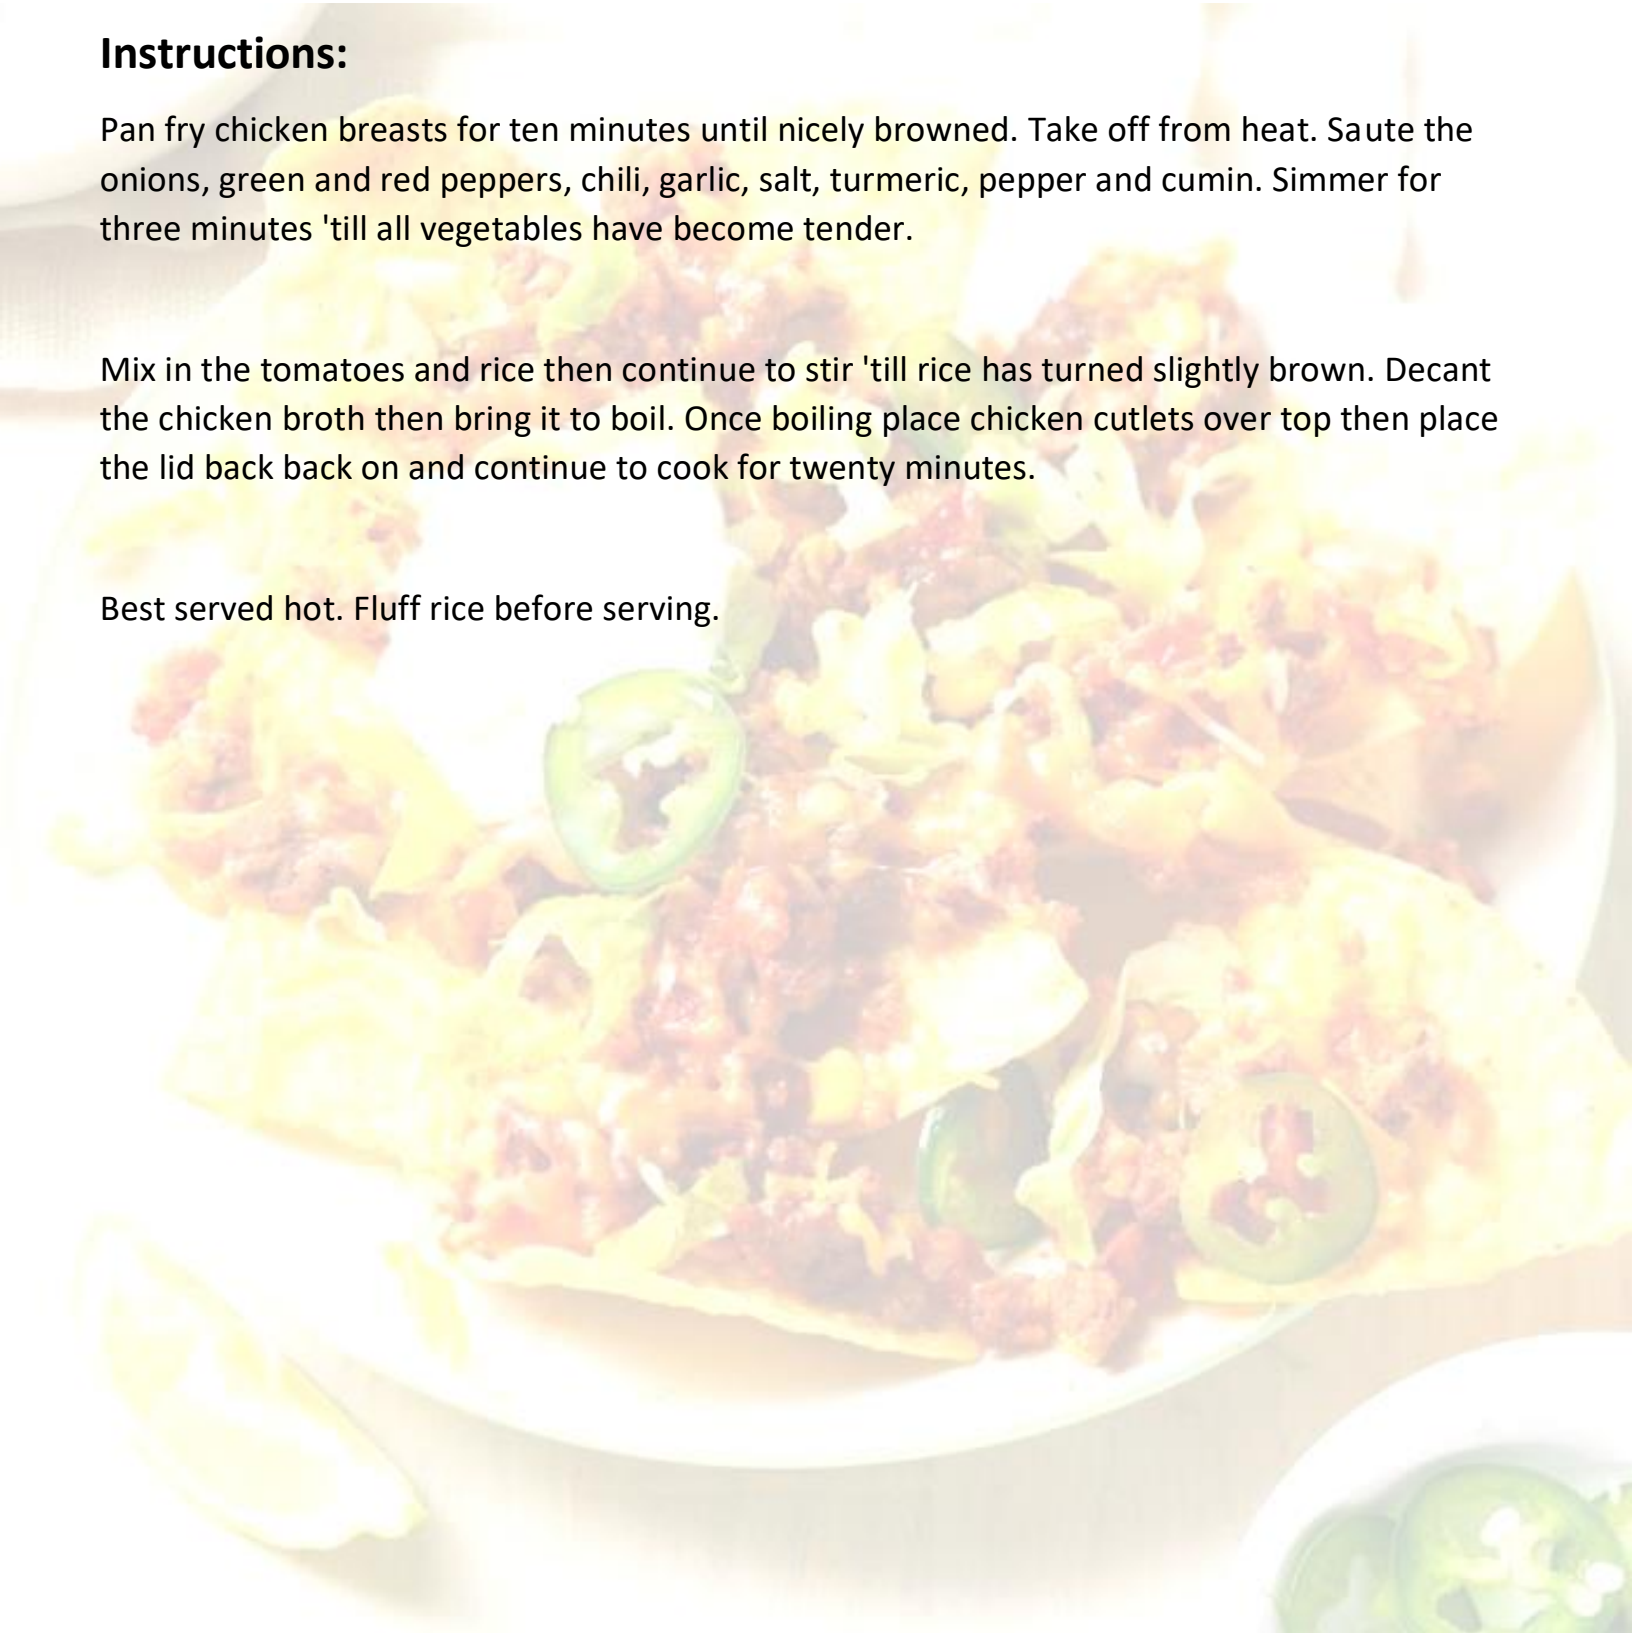 Instructions:
Pan fry chicken breasts for ten minutes until nicely browned. Take off from heat. Saute the
onions, green and red peppers, chili, garlic, salt, turmeric, pepper and cumin. Simmer for
three minutes 'till all vegetables have become tender.
Mix in the tomatoes and rice then continue to stir 'till rice has turned slightly brown. Decant
the chicken broth then bring it to boil. Once boiling place chicken cutlets over top then place
the lid back back on and continue to cook for twenty minutes.
Best served hot. Fluff rice before serving.